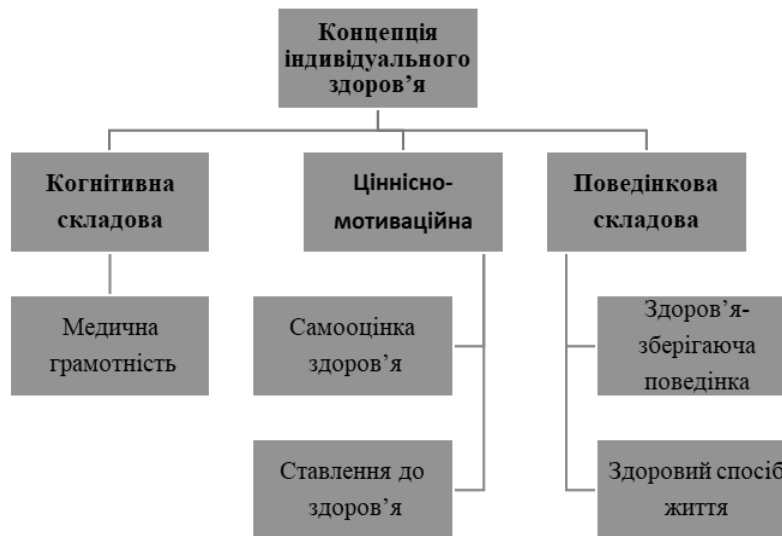 Концепція
індивідуального
здоров’я
Когнітивна
складова
Ціннісно-
мотиваційна
Поведінкова
складова
Медична
грамотність
Самооцінка
здоров’я
Здоров’я-
зберігаюча
поведінка
Ставлення до
здоров’я
Здоровий спосіб
життя